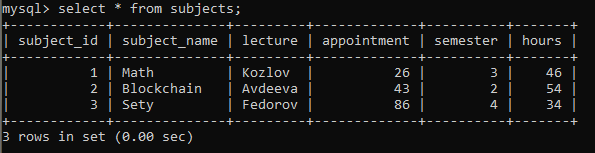 mysql> select * from subjects;
+------------+--------------+---------+-------------+----------+-------+
| subject_id | subject_name | lecture | appointment | semester | hours |
+------------+--------------+---------+-------------+----------+-------+
|          1 | Math         | Kozlov  |          26 |        3 |    46 |
|          2 | Blockchain   | Avdeeva |          43 |        2 |    54 |
|          3 | Sety         | Fedorov |          86 |        4 |    34 |
+------------+--------------+---------+-------------+----------+-------+
3 rows in set (0.00 sec)